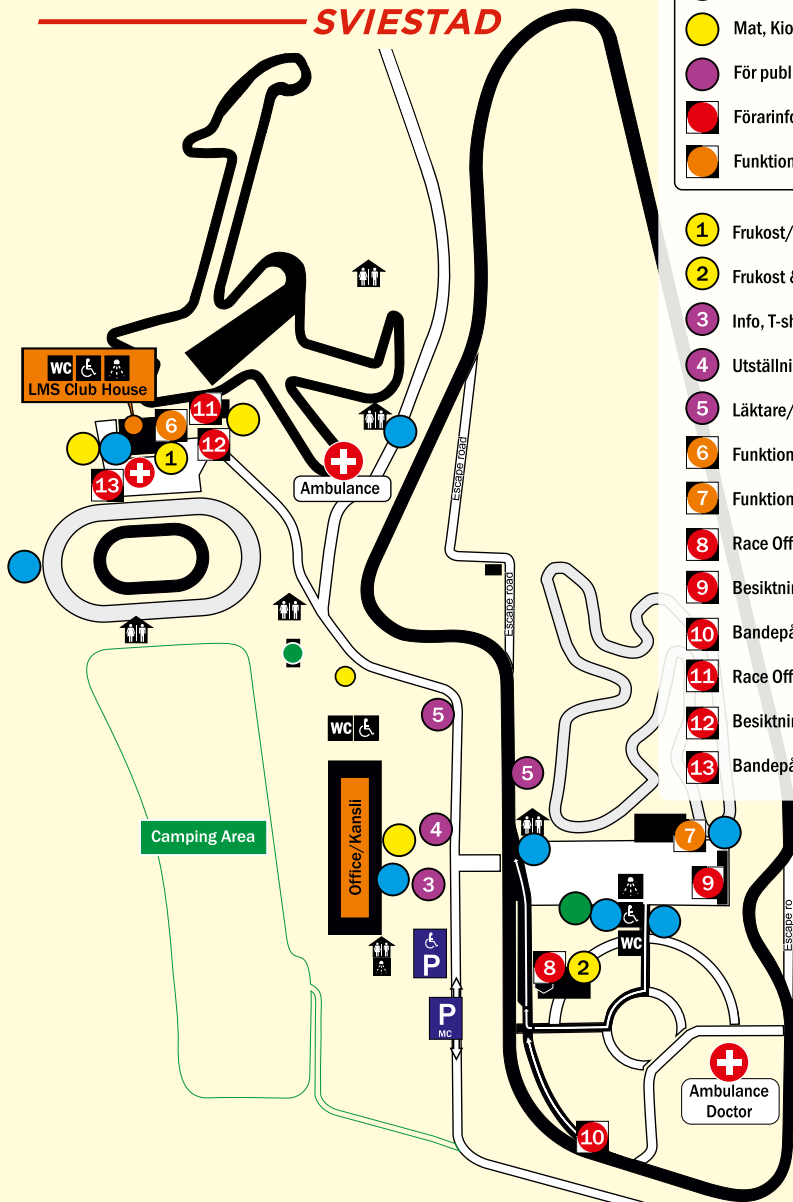 SVIESTAD
Mat, Kio
För publ
Förarinfo
Funktion
1 Frukost/
2 Frukost &
3 Info, T-sh
4 Utställni
5 Läktare/
6 Funktion
7 Funktion
8 Race Off
9 Besiktnin
10 Bandepå
11 Race Off
12 Besiktnin
13 Bandepå
WC
LMS Club House
11
6
12
1
13
Ambulance
Escape road
Escape road
5
WC
5
Camping Area
Office/Kansli
4
3
7
9
P
WC
8
2
P
MC
Escape ro
Ambulance
Doctor
10